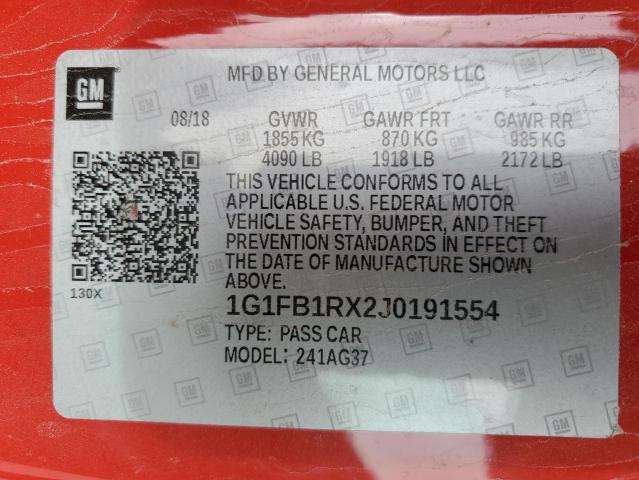 GM
MFD BY GENERAL MOTORS LLC
08/18 GVWR GAWR FRT GAWR RR
1855 KG 870 KG 985 KG
4090 LB 1918 LB 2172 LB
THIS VEHICLE CONFORMS TO ALL
APPLICABLE U.S. FEDERAL MOTOR
VEHICLE SAFETY, BUMPER, AND THEFT
PREVENTION STANDARDS IN EFFECT ON
THE DATE OF MANUFACTURE SHOWN
ABOVE.
130X
1G1FB1RX2J0191554
TYPE: PASS CAR
MODEL: 241AG37